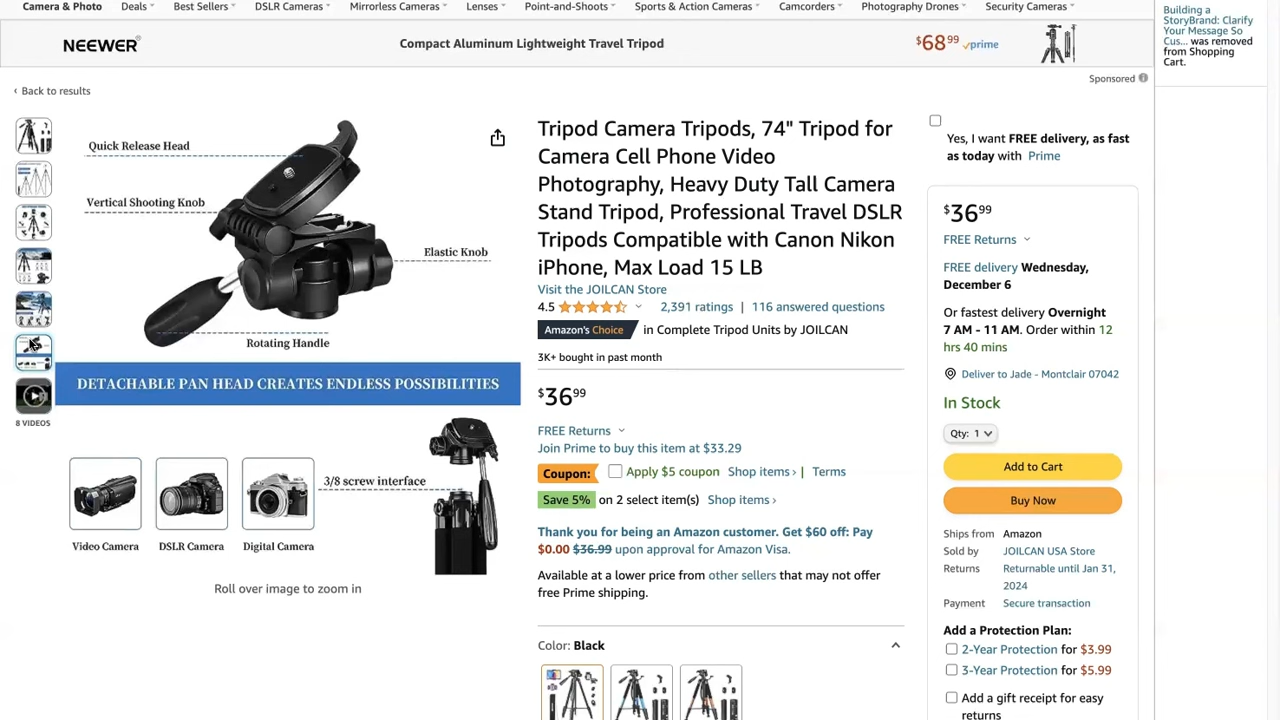 Camera & Photo
Deals
Best Sellers
DSLR Cameras
Mirrorless Cameras
Lenses
Point-and-Shoots
Sports & Action Cameras
Camcorders
Photography Drones
Security Cameras
NEEWER®
Compact Aluminum Lightweight Travel Tripod
$68 99 prime
Sponsored
Building a
StoryBrand: Clarify
Your Message So
Cus... was removed
from Shopping
Cart.
‹ Back to results
Quick Release Head
Vertical Shooting Knob
Elastic Knob
Rotating Handle
DETACHABLE PAN HEAD CREATES ENDLESS POSSIBILITIES
3/8 screw interface
Video Camera
DSLR Camera
Digital Camera
8 VIDEOS
Roll over image to zoom in
Tripod Camera Tripods, 74" Tripod for
Camera Cell Phone Video
Photography, Heavy Duty Tall Camera
Stand Tripod, Professional Travel DSLR
Tripods Compatible with Canon Nikon
iPhone, Max Load 15 LB
Visit the JOILCAN Store
4.5 2,391 ratings | 116 answered questions
Amazon's Choice in Complete Tripod Units by JOILCAN
3K+ bought in past month
$36 99
FREE Returns
Join Prime to buy this item at $33.29
Coupon: Apply $5 coupon Shop items › | Terms
Save 5% on 2 select item(s) Shop items ›
Thank you for being an Amazon customer. Get $60 off: Pay
$0.00 $36.99 upon approval for Amazon Visa.
Available at a lower price from other sellers that may not offer
free Prime shipping.
Color: Black
Yes, I want FREE delivery, as fast
as today with Prime
$36 99
FREE Returns
FREE delivery Wednesday,
December 6
Or fastest delivery Overnight
7 AM - 11 AM. Order within 12
hrs 40 mins
Deliver to Jade - Montclair 07042
In Stock
Qty: 1
Add to Cart
Buy Now
Ships from Amazon
Sold by JOILCAN USA Store
Returns Returnable until Jan 31,
2024
Payment Secure transaction
Add a Protection Plan:
2-Year Protection for $3.99
3-Year Protection for $5.99
Add a gift receipt for easy
returns